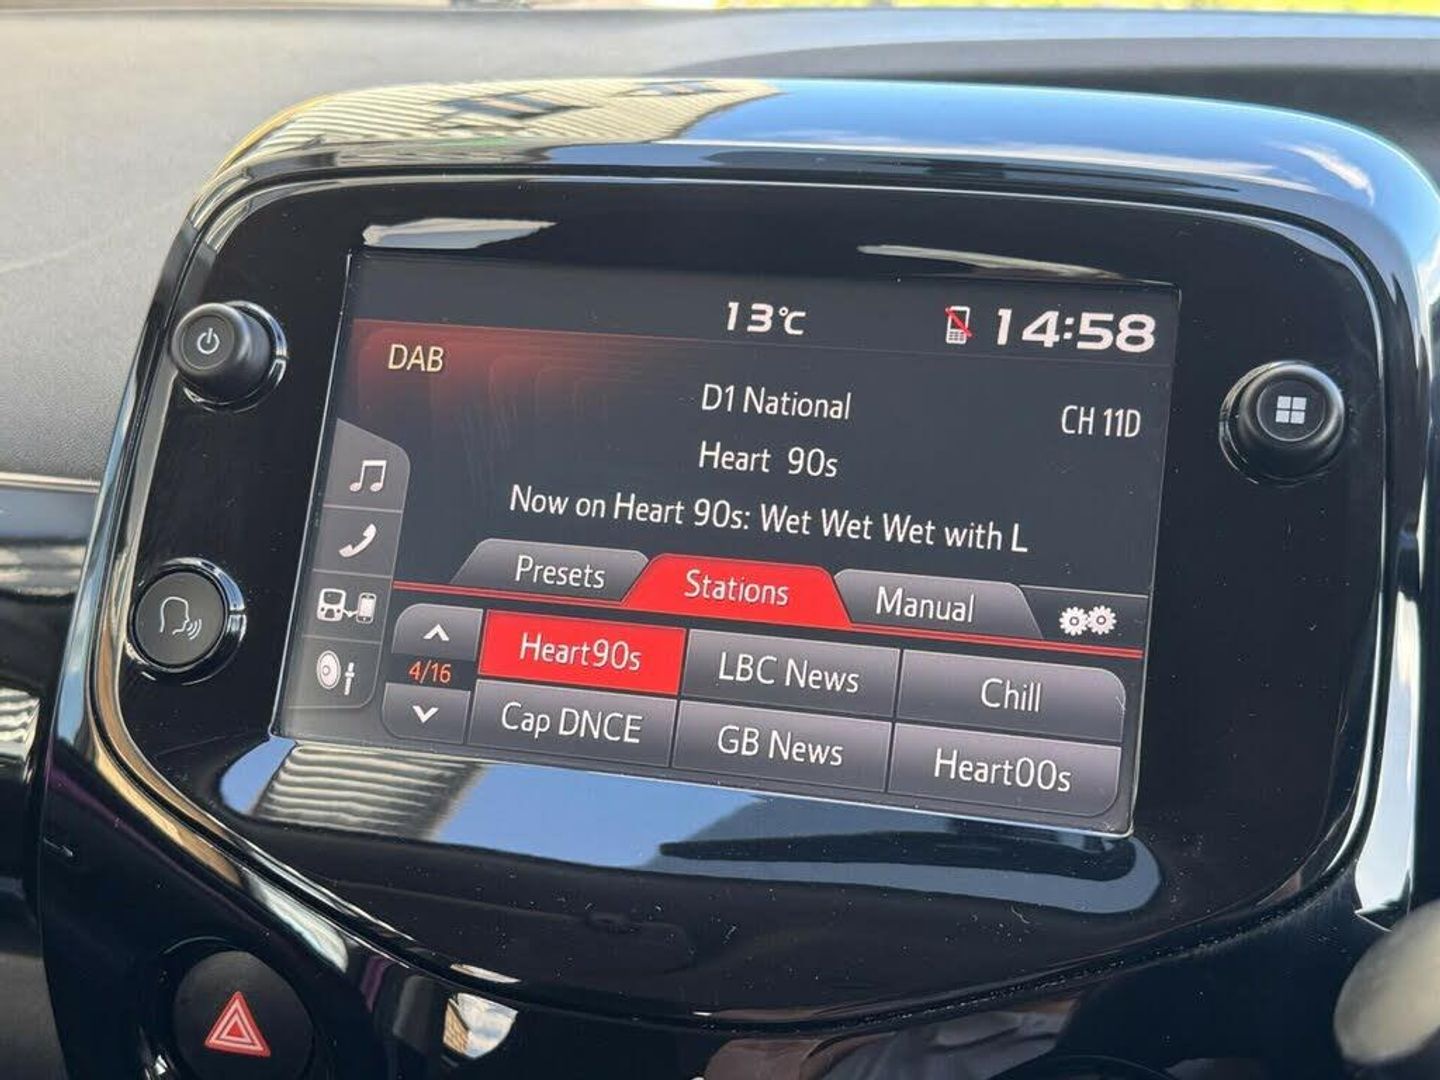 13°C 14:58
DAB
D1 National CH 11D
Heart 90s
Now on Heart 90s: Wet Wet Wet with L
Presets Stations Manual
Heart90s LBC News Chill
4/16
Cap DNCE GB News Heart00s